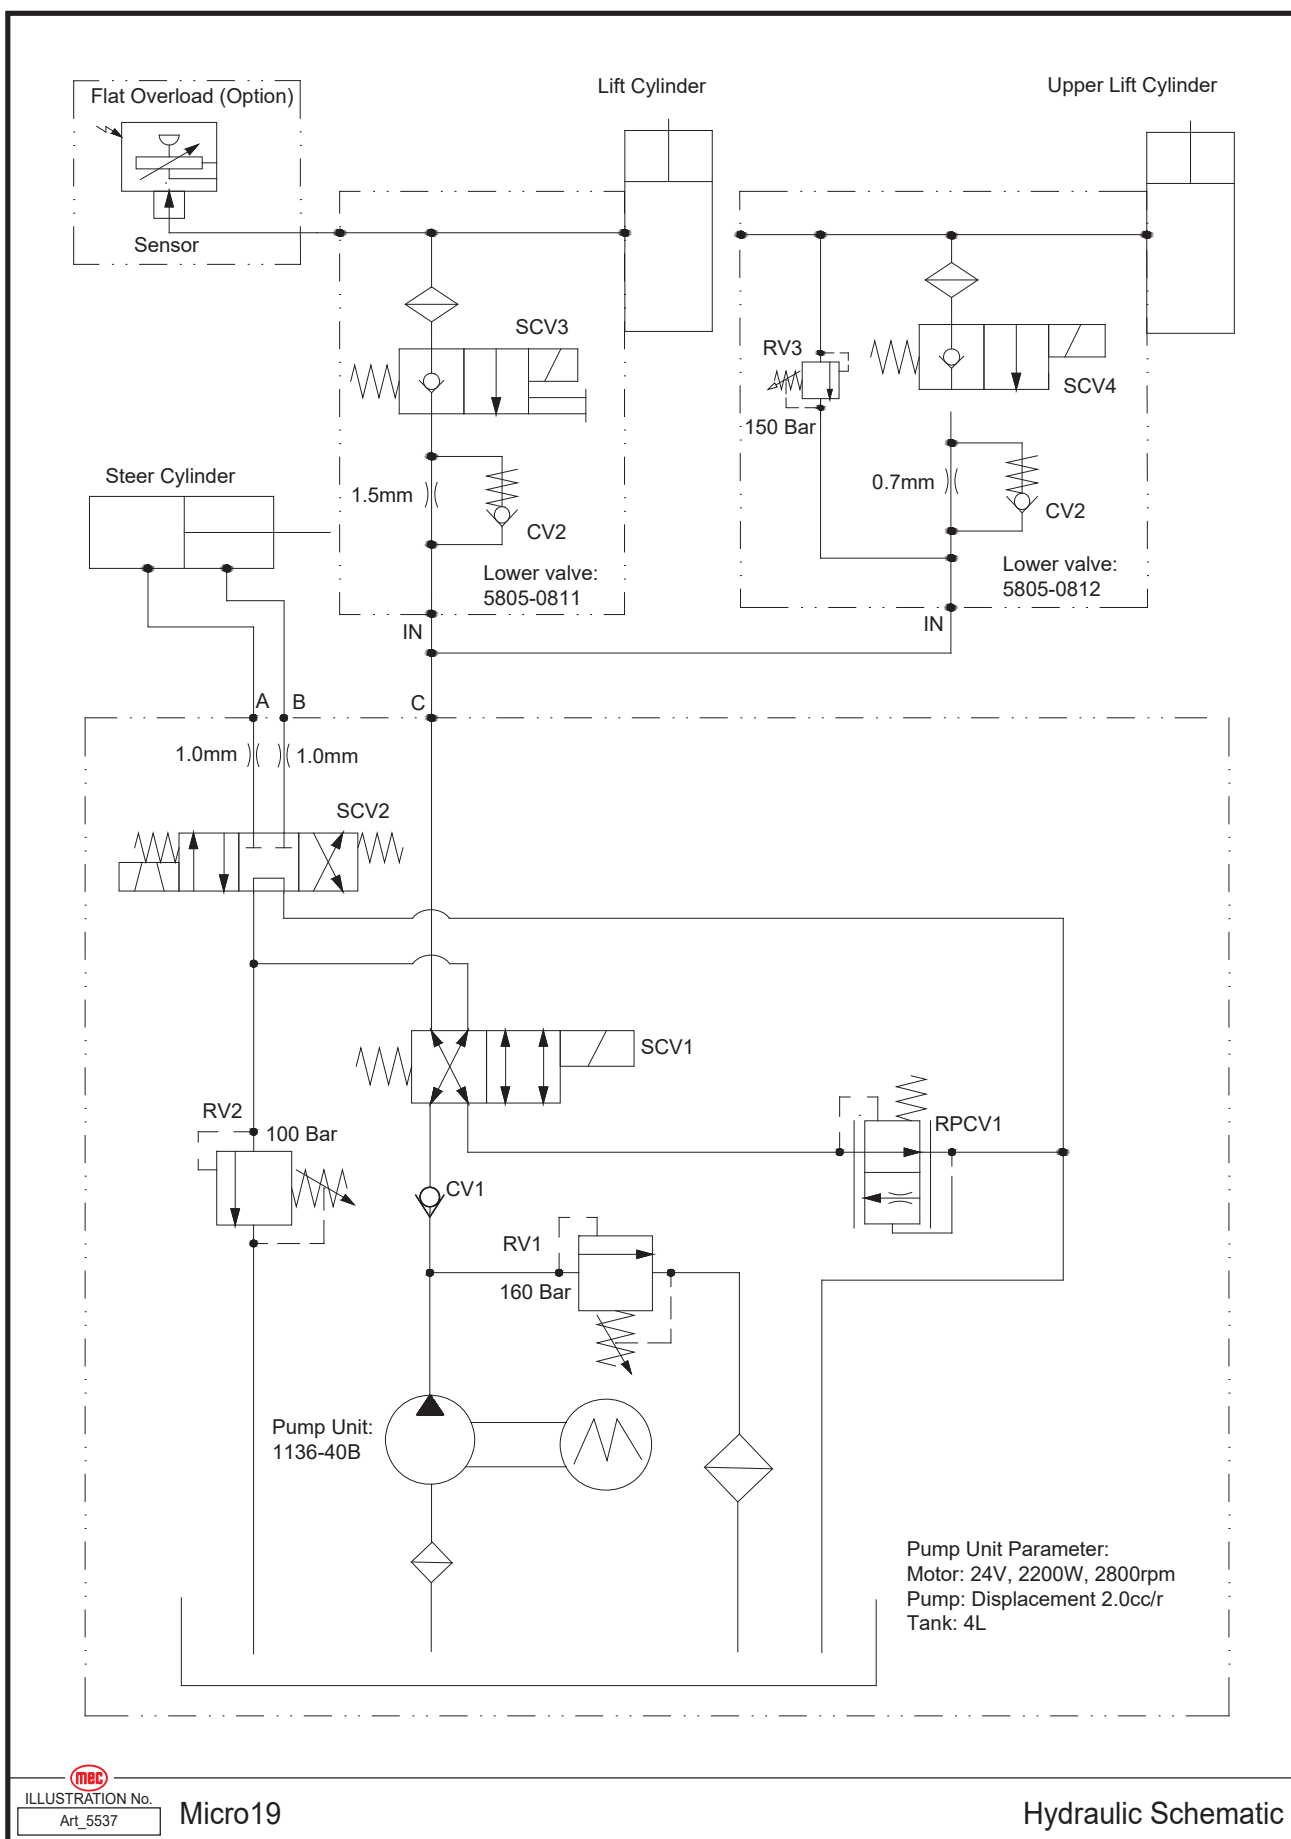 Flat Overload (Option)
Lift Cylinder
Upper Lift Cylinder
Sensor
SCV3
RV3
SCV4
150 Bar
Steer Cylinder
1.5mm
0.7mm
CV2
CV2
Lower valve:
5805-0811
Lower valve:
5805-0812
IN
IN
A
B
C
1.0mm
1.0mm
SCV2
SCV1
RV2
100 Bar
RPCV1
CV1
RV1
160 Bar
Pump Unit:
1136-40B
Pump Unit Parameter:
Motor: 24V, 2200W, 2800rpm
Pump: Displacement 2.0cc/r
Tank: 4L
mec
ILLUSTRATION No.
Art_5537
Micro19
Hydraulic Schematic